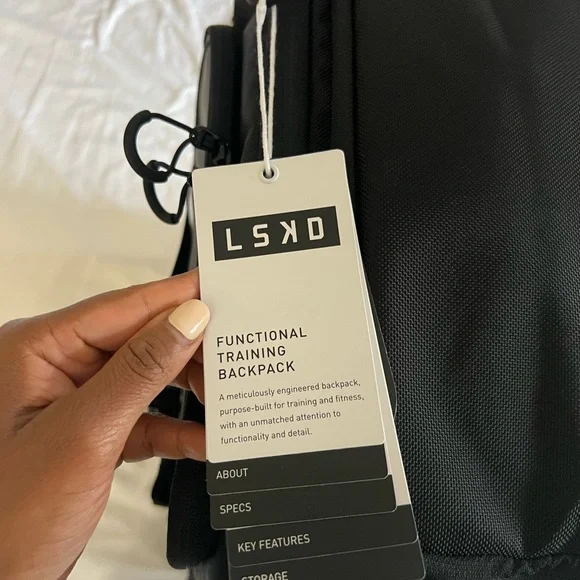 LSKD
FUNCTIONAL
TRAINING
BACKPACK
A meticulously engineered backpack,
purpose-built for training and fitness,
with an unmatched attention to
functionality and detail.
ABOUT
SPECS
KEY FEATURES
STORAGE